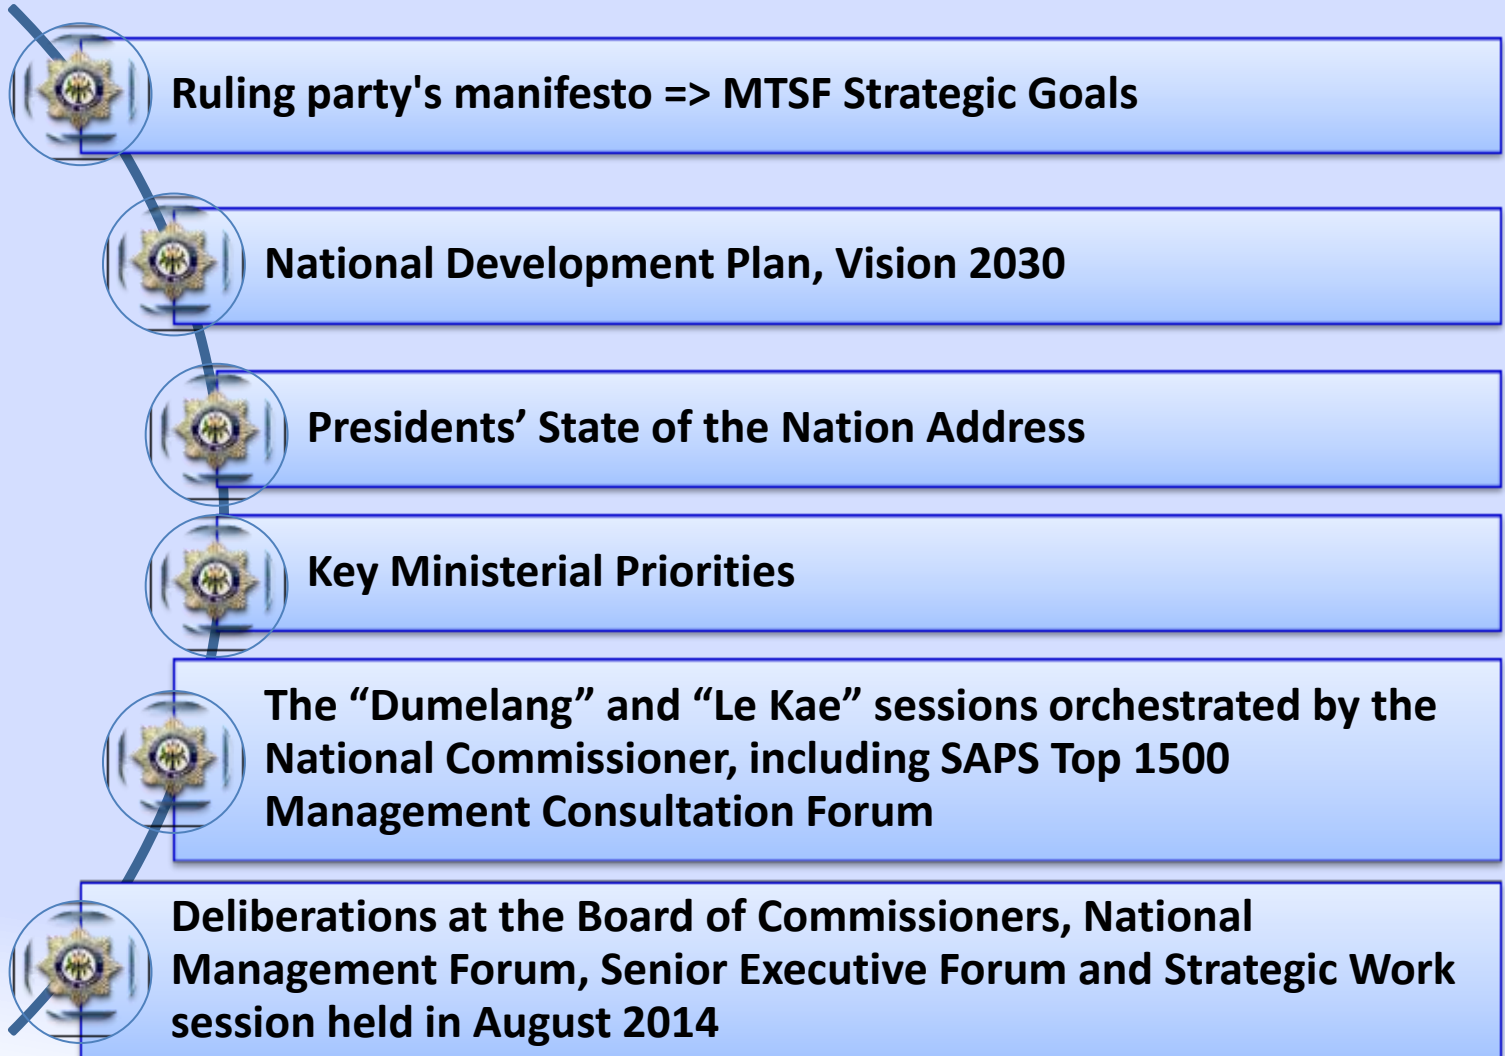 Ruling party's manifesto => MTSF Strategic Goals
National Development Plan, Vision 2030
Presidents’ State of the Nation Address
Key Ministerial Priorities
The “Dumelang” and “Le Kae” sessions orchestrated by the
National Commissioner, including SAPS Top 1500
Management Consultation Forum
Deliberations at the Board of Commissioners, National
Management Forum, Senior Executive Forum and Strategic Work
session held in August 2014